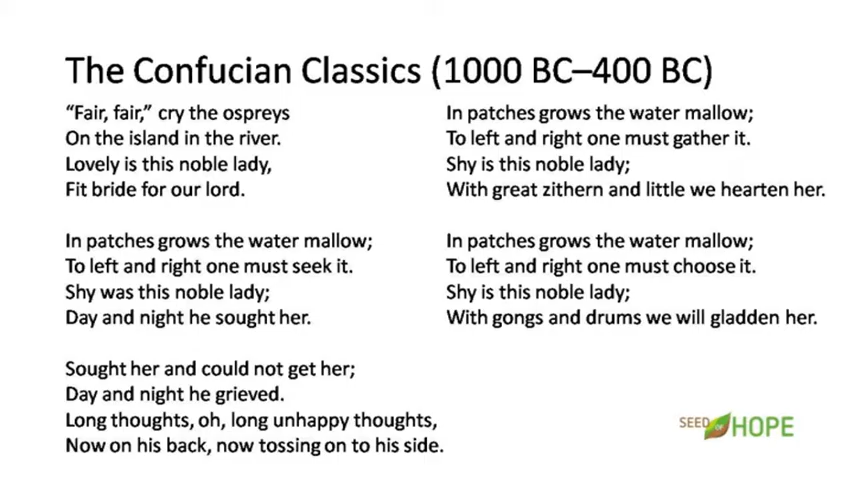 The Confucian Classics (1000 BC–400 BC)
“Fair, fair,” cry the ospreys
On the island in the river.
Lovely is this noble lady,
Fit bride for our lord.
In patches grows the water mallow;
To left and right one must seek it.
Shy was this noble lady;
Day and night he sought her.
Sought her and could not get her;
Day and night he grieved.
Long thoughts, oh, long unhappy thoughts,
Now on his back, now tossing on to his side.
In patches grows the water mallow;
To left and right one must gather it.
Shy is this noble lady;
With great zithern and little we hearten her.
In patches grows the water mallow;
To left and right one must choose it.
Shy is this noble lady;
With gongs and drums we will gladden her.
SEED OF HOPE